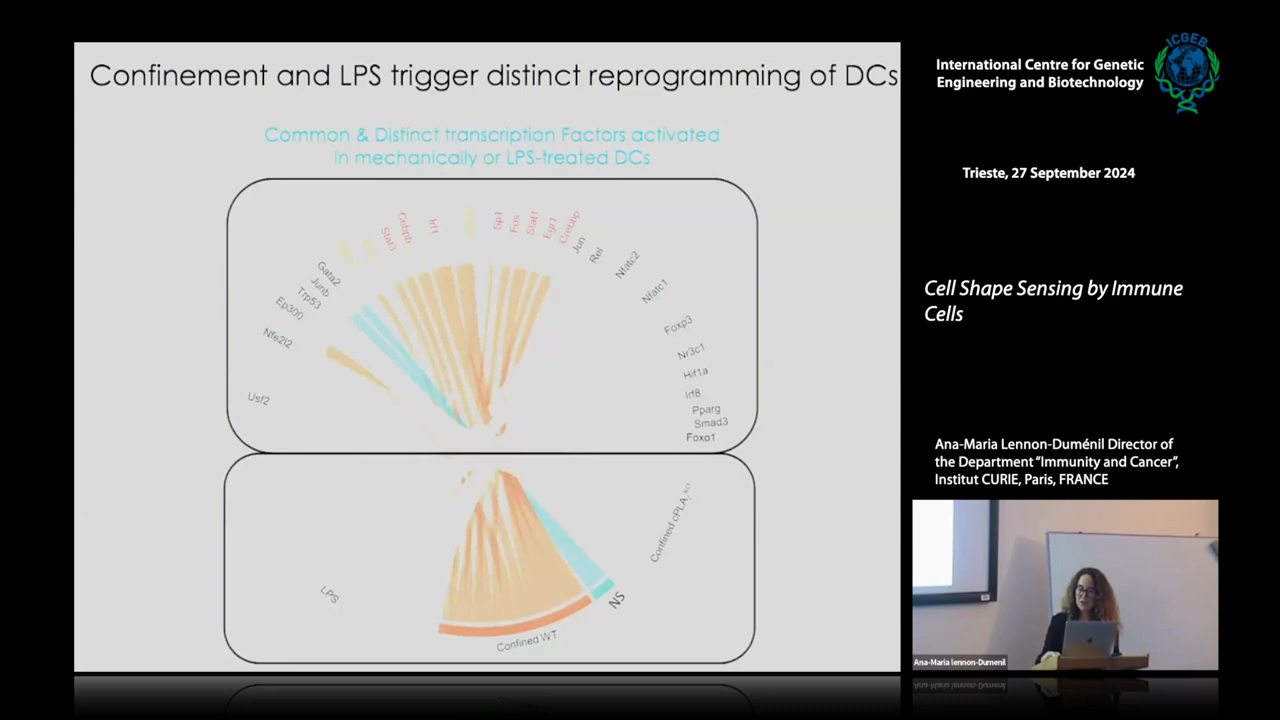 Confinement and LPS trigger distinct reprogramming of DCs
Common & Distinct transcription Factors activated
in mechanically or LPS-treated DCs
Usf2
Nfe2l2
Ep300
Trp53
Junb
Gata2
Stat3
Cebpb
Irf1
Sp1
Fos
Stat1
Egr1
Crebbp
Jun
Rel
Nfatc2
Nfatc1
Foxp3
Nr3c1
Hif1a
Irf8
Pparg
Smad3
Foxo1
LPS
Confined WT
NS
Confined cPLA₂ᴷᴼ
International Centre for Genetic
Engineering and Biotechnology
ICGEB
Trieste, 27 September 2024
Cell Shape Sensing by Immune
Cells
Ana-Maria Lennon-Duménil Director of
the Department “Immunity and Cancer”,
Institut CURIE, Paris, FRANCE
Ana-Maria lennon-Dumenil